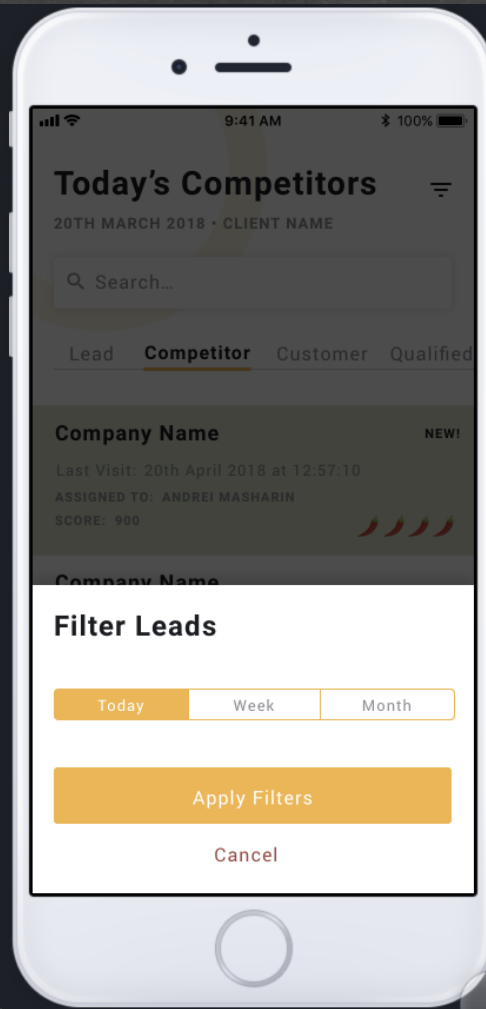 9:41 AM
100%
Today's Competitors
20TH MARCH 2018 • CLIENT NAME
Search...
Lead Competitor Customer Qualified
Company Name NEW!
Last Visit: 20th April 2018 at 12:57:10
ASSIGNED TO: ANDREI MASHARIN
SCORE: 900
Company Name
Filter Leads
Today Week Month
Apply Filters
Cancel